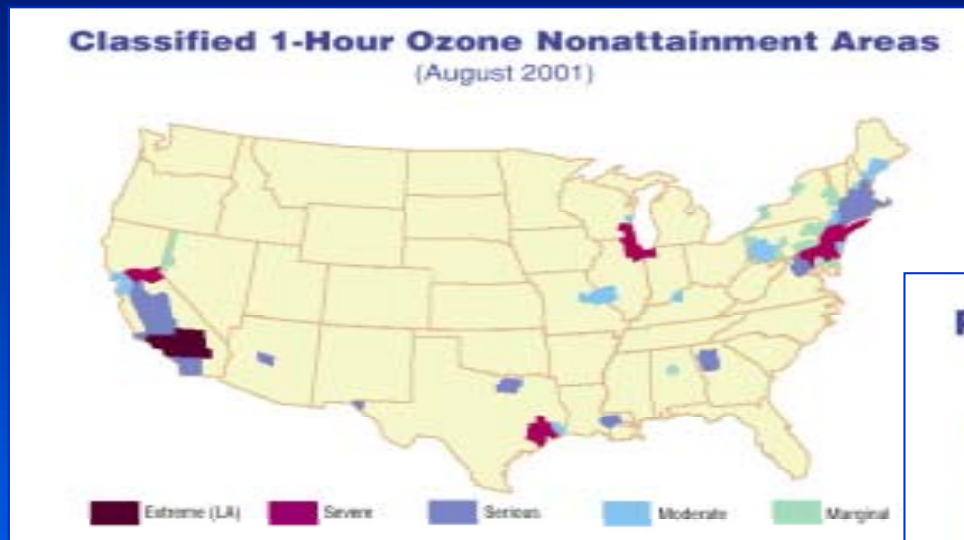 Classified 1-Hour Ozone Nonattainment Areas
(August 2001)
Extreme (LA) Severe Serious Moderate Marginal